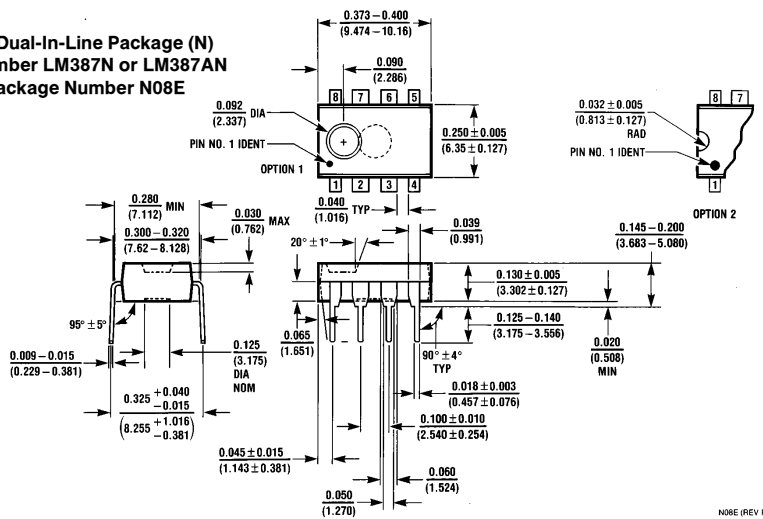 Dual-In-Line Package (N)
mber LM387N or LM387AN
ackage Number N08E
0.373 – 0.400
(9.474 – 10.16)
0.090
(2.286)
8 7 6 5
0.092 DIA
(2.337)
+
PIN NO. 1 IDENT
OPTION 1
1 2 3 4
0.250 ± 0.005
(6.35 ± 0.127)
0.032 ± 0.005
(0.813 ± 0.127)
RAD
PIN NO. 1 IDENT
8 7
1
OPTION 2
0.280 MIN
(7.112)
0.300 – 0.320
(7.62 – 8.128)
0.030 MAX
(0.762)
0.040 TYP
(1.016)
0.039
(0.991)
20° ± 1°
0.145 – 0.200
(3.683 – 5.080)
0.130 ± 0.005
(3.302 ± 0.127)
0.125 – 0.140
(3.175 – 3.556)
0.020
(0.508)
MIN
95° ± 5°
0.065
(1.651)
90° ± 4°
TYP
0.009 – 0.015
(0.229 – 0.381)
0.125
(3.175)
DIA
NOM
0.018 ± 0.003
(0.457 ± 0.076)
0.325 +0.040 −0.015
(8.255 +1.016 −0.381)
0.100 ± 0.010
(2.540 ± 0.254)
0.045 ± 0.015
(1.143 ± 0.381)
0.060
(1.524)
0.050
(1.270)
N08E (REV